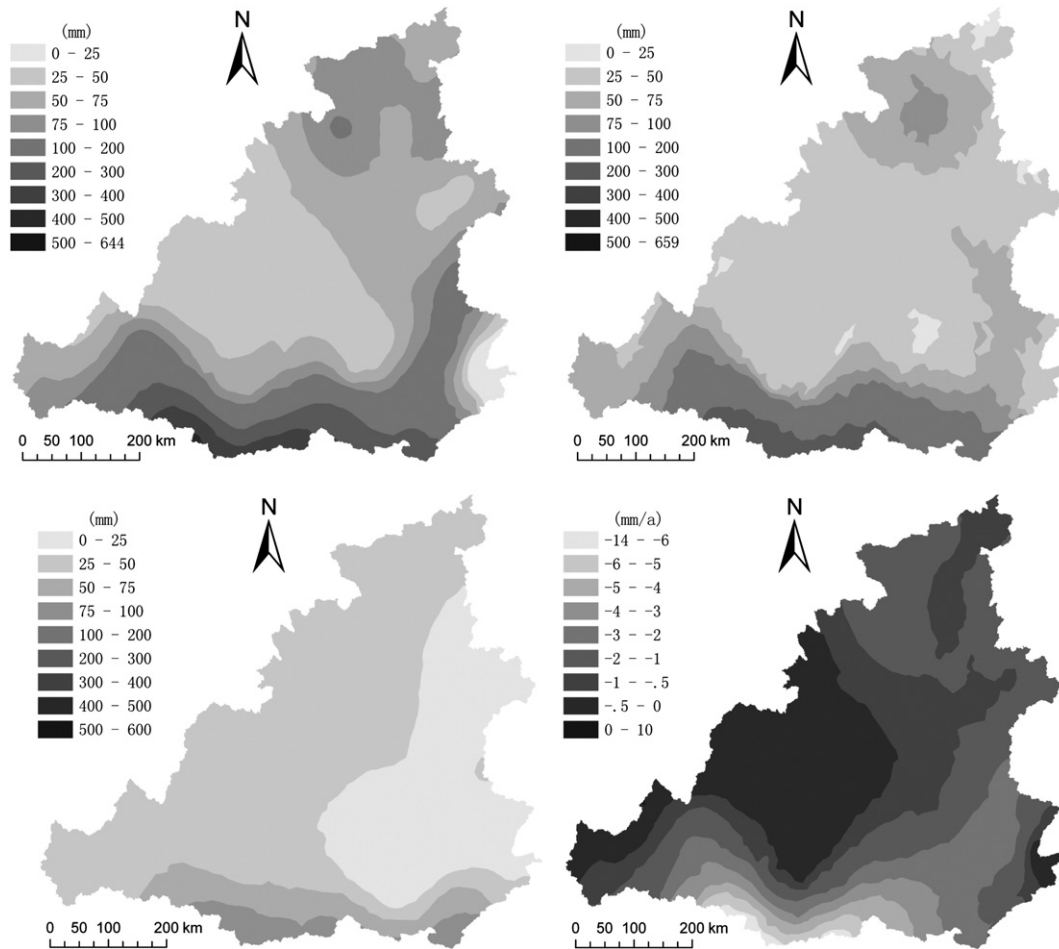 (mm)
0 - 25
25 - 50
50 - 75
75 - 100
100 - 200
200 - 300
300 - 400
400 - 500
500 - 644
N
0 50 100 200 km
(mm)
0 - 25
25 - 50
50 - 75
75 - 100
100 - 200
200 - 300
300 - 400
400 - 500
500 - 659
N
0 50 100 200 km
(mm)
0 - 25
25 - 50
50 - 75
75 - 100
100 - 200
200 - 300
300 - 400
400 - 500
500 - 600
N
0 50 100 200 km
(mm/a)
-14 - -6
-6 - -5
-5 - -4
-4 - -3
-3 - -2
-2 - -1
-1 - -.5
-.5 - 0
0 - 10
N
0 50 100 200 km